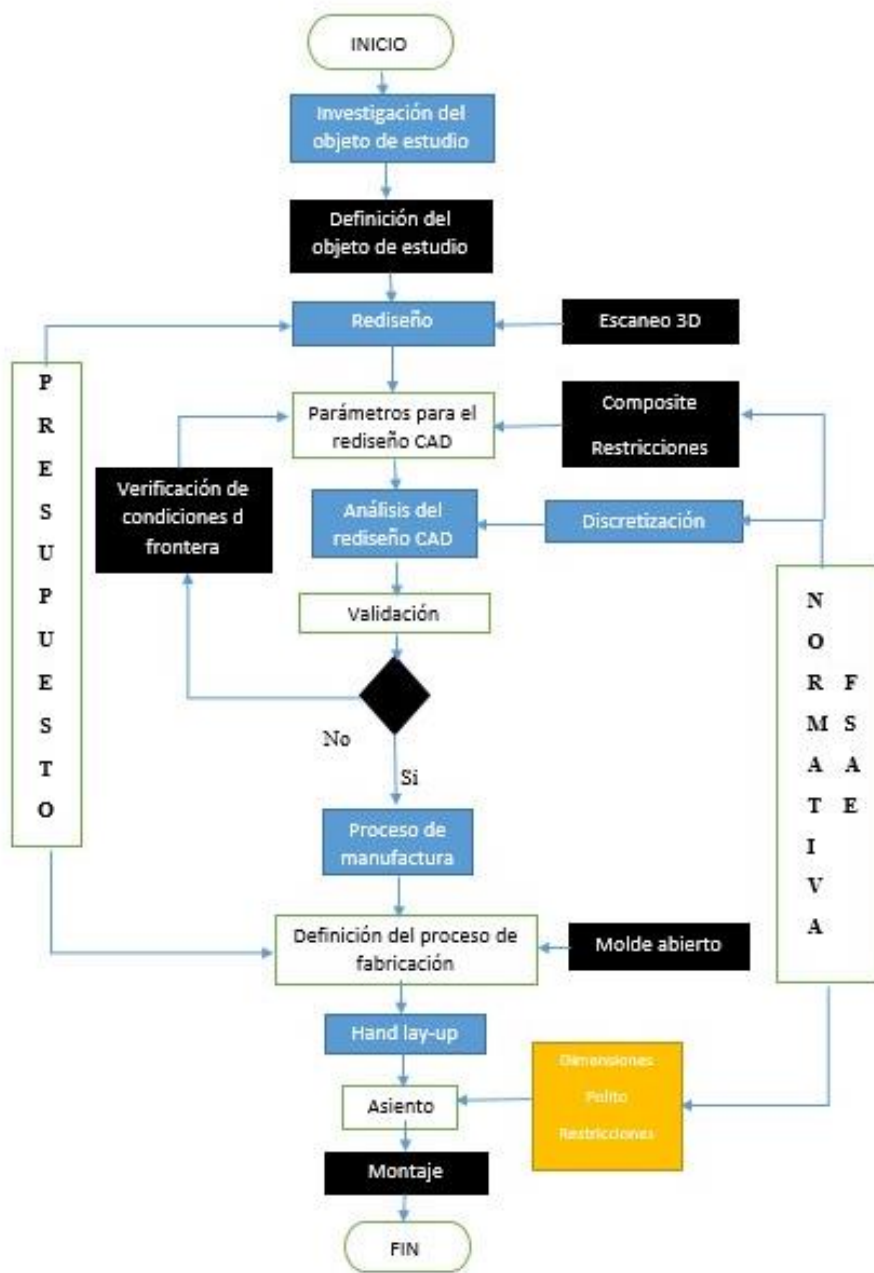 INICIO
Investigación del
objeto de estudio
Definición del
objeto de estudio
Rediseño
Escaneo 3D
PRESUPUESTO
Parámetros para el
rediseño CAD
Composite
Restricciones
Verificación de
condiciones d
frontera
Análisis del
rediseño CAD
Discretización
Validación
NORMATIVA
FSAE
No
Si
Proceso de
manufactura
Definición del proceso de
fabricación
Molde abierto
Hand lay-up
Dimensiones
Polito
Restricciones
Asiento
Montaje
FIN